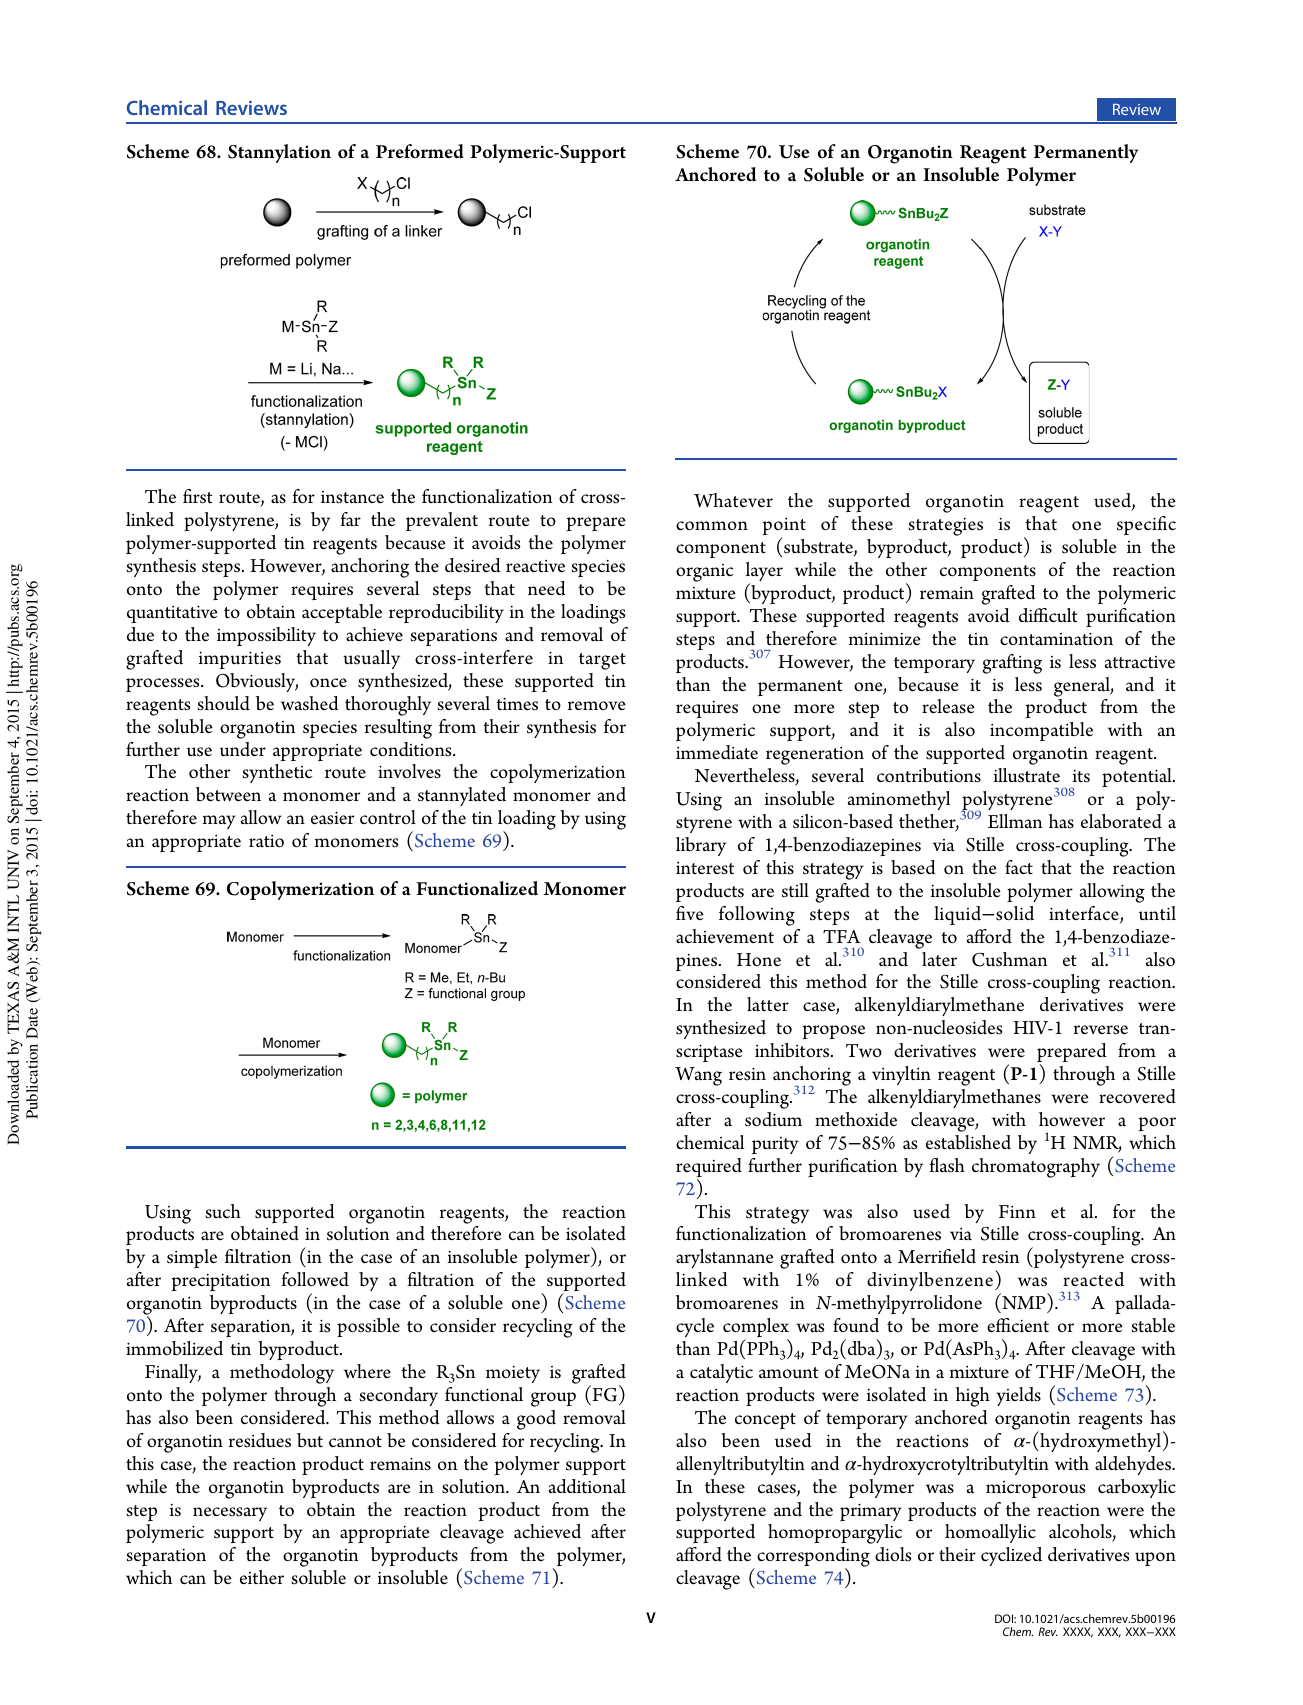 Chemical Reviews
Review
Scheme 68. Stannylation of a Preformed Polymeric-Support
X
Cl
n
grafting of a linker
Cl
n
preformed polymer
R
M-Sn-Z
R
M = Li, Na...
functionalization
(stannylation)
(- MCl)
R R
Sn
Z
n
supported organotin
reagent
The first route, as for instance the functionalization of cross-
linked polystyrene, is by far the prevalent route to prepare
polymer-supported tin reagents because it avoids the polymer
synthesis steps. However, anchoring the desired reactive species
onto the polymer requires several steps that need to be
quantitative to obtain acceptable reproducibility in the loadings
due to the impossibility to achieve separations and removal of
grafted impurities that usually cross-interfere in target
processes. Obviously, once synthesized, these supported tin
reagents should be washed thoroughly several times to remove
the soluble organotin species resulting from their synthesis for
further use under appropriate conditions.
The other synthetic route involves the copolymerization
reaction between a monomer and a stannylated monomer and
therefore may allow an easier control of the tin loading by using
an appropriate ratio of monomers (Scheme 69).
Scheme 69. Copolymerization of a Functionalized Monomer
Monomer
functionalization
R R
Sn
Monomer
Z
R = Me, Et, n-Bu
Z = functional group
Monomer
copolymerization
R R
Sn
Z
n
= polymer
n = 2,3,4,6,8,11,12
Using such supported organotin reagents, the reaction
products are obtained in solution and therefore can be isolated
by a simple filtration (in the case of an insoluble polymer), or
after precipitation followed by a filtration of the supported
organotin byproducts (in the case of a soluble one) (Scheme
70). After separation, it is possible to consider recycling of the
immobilized tin byproduct.
Finally, a methodology where the R3Sn moiety is grafted
onto the polymer through a secondary functional group (FG)
has also been considered. This method allows a good removal
of organotin residues but cannot be considered for recycling. In
this case, the reaction product remains on the polymer support
while the organotin byproducts are in solution. An additional
step is necessary to obtain the reaction product from the
polymeric support by an appropriate cleavage achieved after
separation of the organotin byproducts from the polymer,
which can be either soluble or insoluble (Scheme 71).
Scheme 70. Use of an Organotin Reagent Permanently
Anchored to a Soluble or an Insoluble Polymer
SnBu2Z
organotin
reagent
substrate
X-Y
Recycling of the
organotin reagent
SnBu2X
organotin byproduct
Z-Y
soluble
product
Whatever the supported organotin reagent used, the
common point of these strategies is that one specific
component (substrate, byproduct, product) is soluble in the
organic layer while the other components of the reaction
mixture (byproduct, product) remain grafted to the polymeric
support. These supported reagents avoid difficult purification
steps and therefore minimize the tin contamination of the
products.307 However, the temporary grafting is less attractive
than the permanent one, because it is less general, and it
requires one more step to release the product from the
polymeric support, and it is also incompatible with an
immediate regeneration of the supported organotin reagent.
Nevertheless, several contributions illustrate its potential.
Using an insoluble aminomethyl polystyrene308 or a poly-
styrene with a silicon-based thether,309 Ellman has elaborated a
library of 1,4-benzodiazepines via Stille cross-coupling. The
interest of this strategy is based on the fact that the reaction
products are still grafted to the insoluble polymer allowing the
five following steps at the liquid−solid interface, until
achievement of a TFA cleavage to afford the 1,4-benzodiaze-
pines. Hone et al.310 and later Cushman et al.311 also
considered this method for the Stille cross-coupling reaction.
In the latter case, alkenyldiarylmethane derivatives were
synthesized to propose non-nucleosides HIV-1 reverse tran-
scriptase inhibitors. Two derivatives were prepared from a
Wang resin anchoring a vinyltin reagent (P-1) through a Stille
cross-coupling.312 The alkenyldiarylmethanes were recovered
after a sodium methoxide cleavage, with however a poor
chemical purity of 75−85% as established by 1H NMR, which
required further purification by flash chromatography (Scheme
72).
This strategy was also used by Finn et al. for the
functionalization of bromoarenes via Stille cross-coupling. An
arylstannane grafted onto a Merrifield resin (polystyrene cross-
linked with 1% of divinylbenzene) was reacted with
bromoarenes in N-methylpyrrolidone (NMP).313 A pallada-
cycle complex was found to be more efficient or more stable
than Pd(PPh3)4, Pd2(dba)3, or Pd(AsPh3)4. After cleavage with
a catalytic amount of MeONa in a mixture of THF/MeOH, the
reaction products were isolated in high yields (Scheme 73).
The concept of temporary anchored organotin reagents has
also been used in the reactions of α-(hydroxymethyl)-
allenyltributyltin and α-hydroxycrotyltributyltin with aldehydes.
In these cases, the polymer was a microporous carboxylic
polystyrene and the primary products of the reaction were the
supported homopropargylic or homoallylic alcohols, which
afford the corresponding diols or their cyclized derivatives upon
cleavage (Scheme 74).
V
DOI: 10.1021/acs.chemrev.5b00196
Chem. Rev. XXXX, XXX, XXX−XXX
Downloaded by TEXAS A&M INTL UNIV on September 4, 2015 | http://pubs.acs.org
Publication Date (Web): September 3, 2015 | doi: 10.1021/acs.chemrev.5b00196